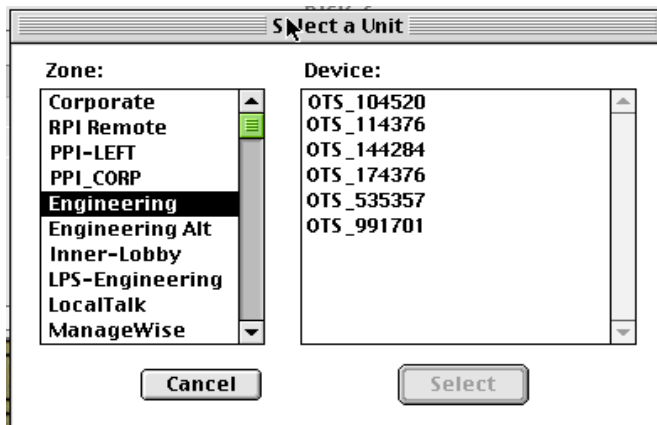 Select a Unit
Zone:
Corporate
RPI Remote
PPI-LEFT
PPI_CORP
Engineering
Engineering Alt
Inner-Lobby
LPS-Engineering
LocalTalk
ManageWise
Device:
OTS_104520
OTS_114376
OTS_144284
OTS_174376
OTS_535357
OTS_991701
Cancel
Select